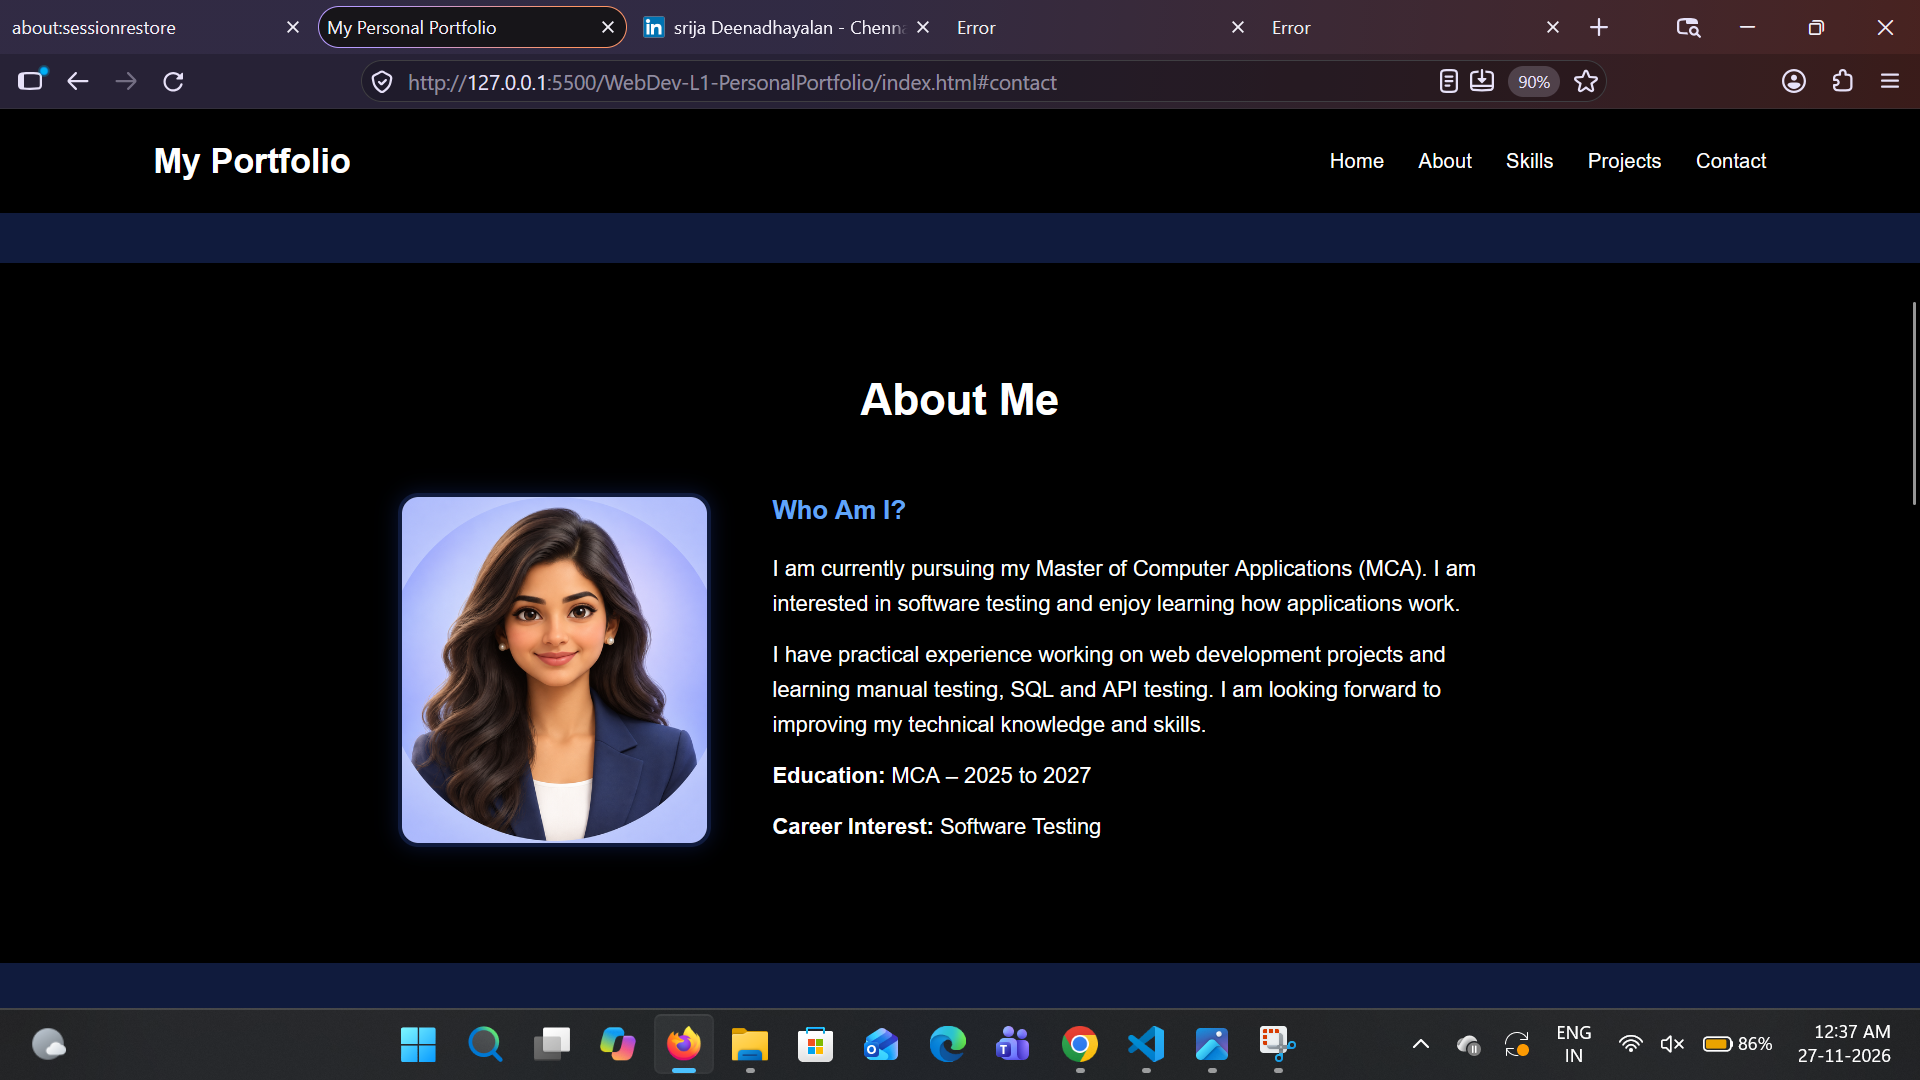 about:sessionrestore
My Personal Portfolio
in srija Deenadhayalan - Chenn
Error
Error
http://127.0.0.1:5500/WebDev-L1-PersonalPortfolio/index.html#contact
90%
My Portfolio
Home
About
Skills
Projects
Contact
About Me
Who Am I?
I am currently pursuing my Master of Computer Applications (MCA). I am
interested in software testing and enjoy learning how applications work.
I have practical experience working on web development projects and
learning manual testing, SQL and API testing. I am looking forward to
improving my technical knowledge and skills.
Education: MCA – 2025 to 2027
Career Interest: Software Testing
ENG
IN
86%
12:37 AM
27-11-2026